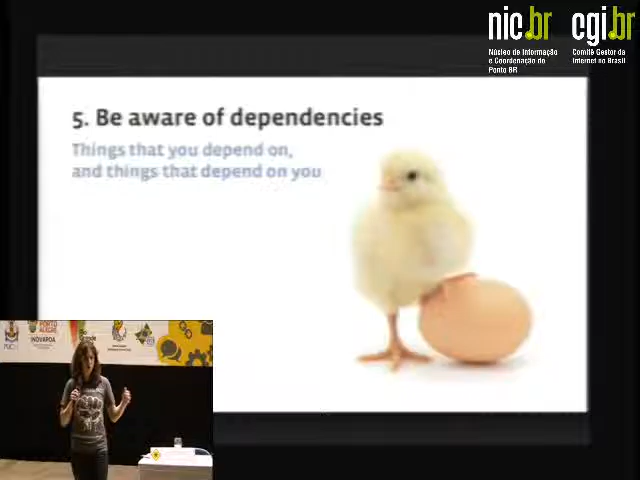 nic.br cgi.br
Núcleo de Informação
e Coordenação do
Ponto BR
Comitê Gestor da
Internet no Brasil
5. Be aware of dependencies
Things that you depend on,
and things that depend on you
INOVAPOA